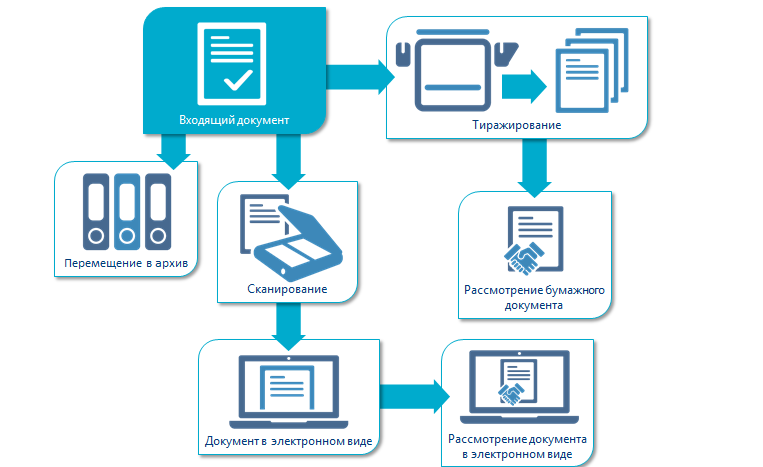 Входящий документ
Тиражирование
Перемещение в архив
Сканирование
Рассмотрение бумажного
документа
Документ в электронном виде
Рассмотрение документа
в электронном виде